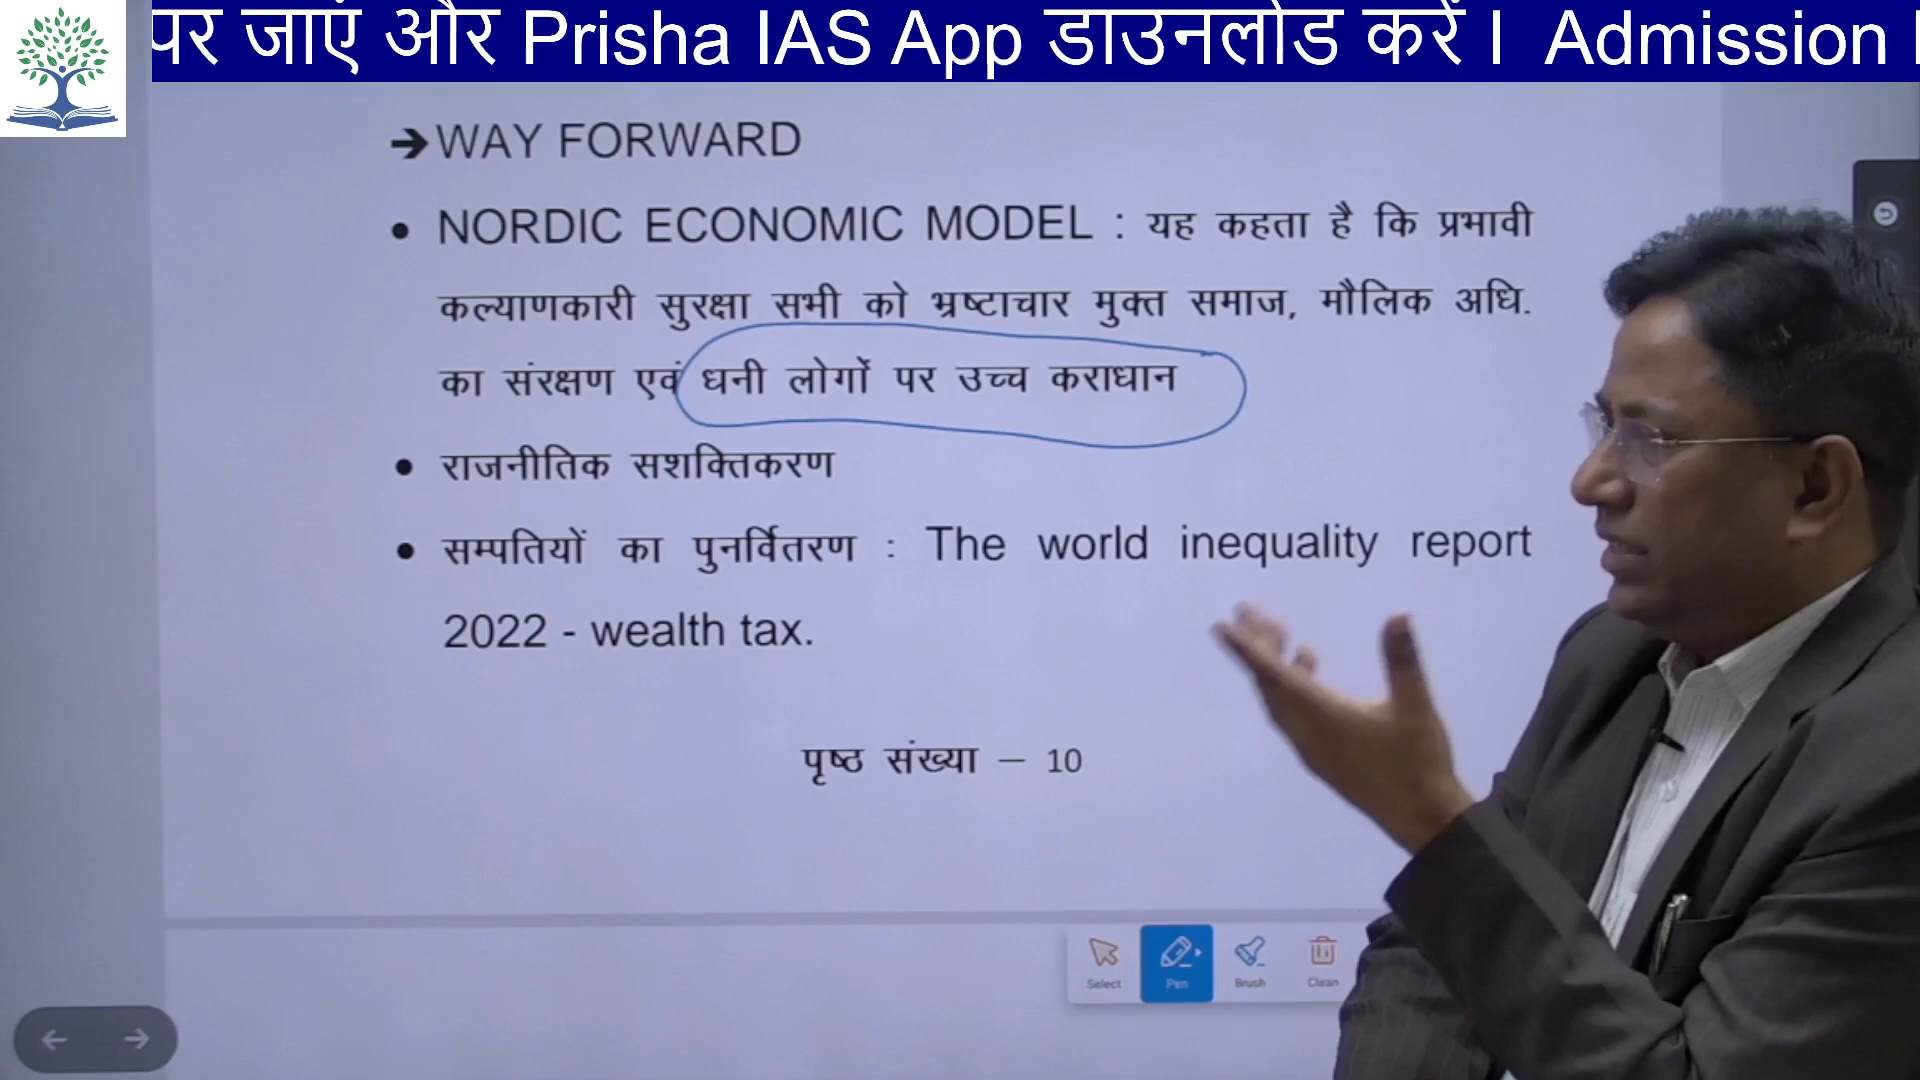 पर जाएं और Prisha IAS App डाउनलोड करें I Admission
➔ WAY FORWARD
• NORDIC ECONOMIC MODEL : यह कहता है कि प्रभावी
कल्याणकारी सुरक्षा सभी को भ्रष्टाचार मुक्त समाज, मौलिक अधि.
का संरक्षण एवं धनी लोगों पर उच्च कराधान
• राजनीतिक सशक्तिकरण
• सम्पतियों का पुनर्वितरण : The world inequality report
2022 - wealth tax.
पृष्ठ संख्या – 10
Select Pen Brush Clean